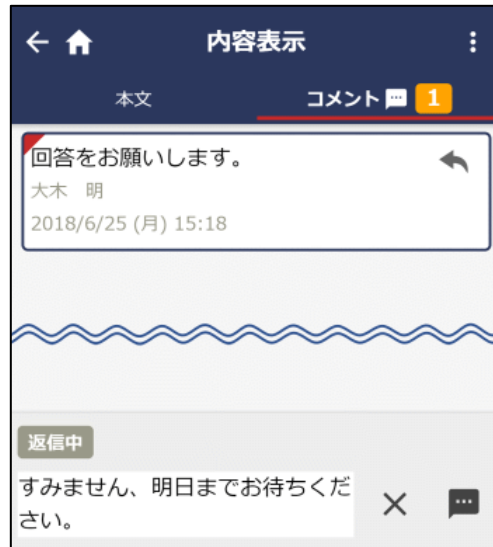 内容表示
本文
コメント 1
回答をお願いします。
大木　明
2018/6/25 (月) 15:18
返信中
すみません、明日までお待ちくだ
さい。